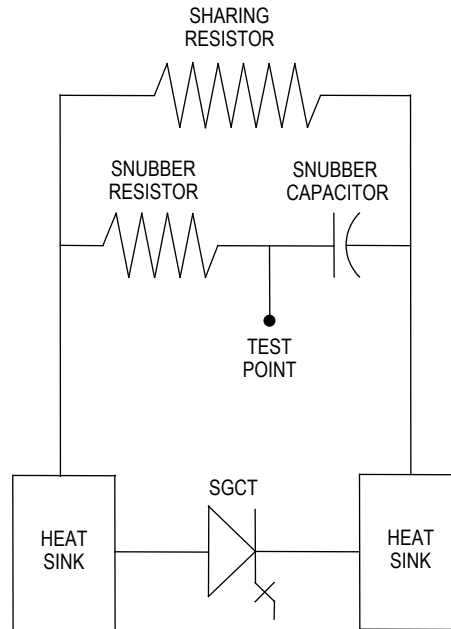 SHARING
RESISTOR
SNUBBER
RESISTOR
SNUBBER
CAPACITOR
TEST
POINT
SGCT
HEAT
SINK
HEAT
SINK